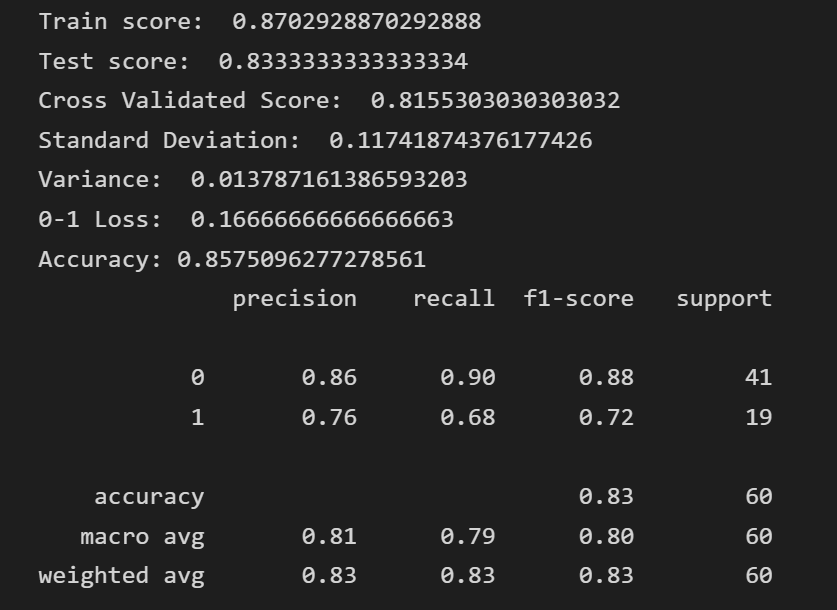 Train score:  0.8702928870292888
Test score:  0.8333333333333334
Cross Validated Score:  0.8155303030303032
Standard Deviation:  0.11741874376177426
Variance:  0.013787161386593203
0-1 Loss:  0.16666666666666663
Accuracy: 0.8575096277278561
precision    recall  f1-score   support
0       0.86      0.90      0.88        41
1       0.76      0.68      0.72        19
accuracy                           0.83        60
macro avg       0.81      0.79      0.80        60
weighted avg       0.83      0.83      0.83        60